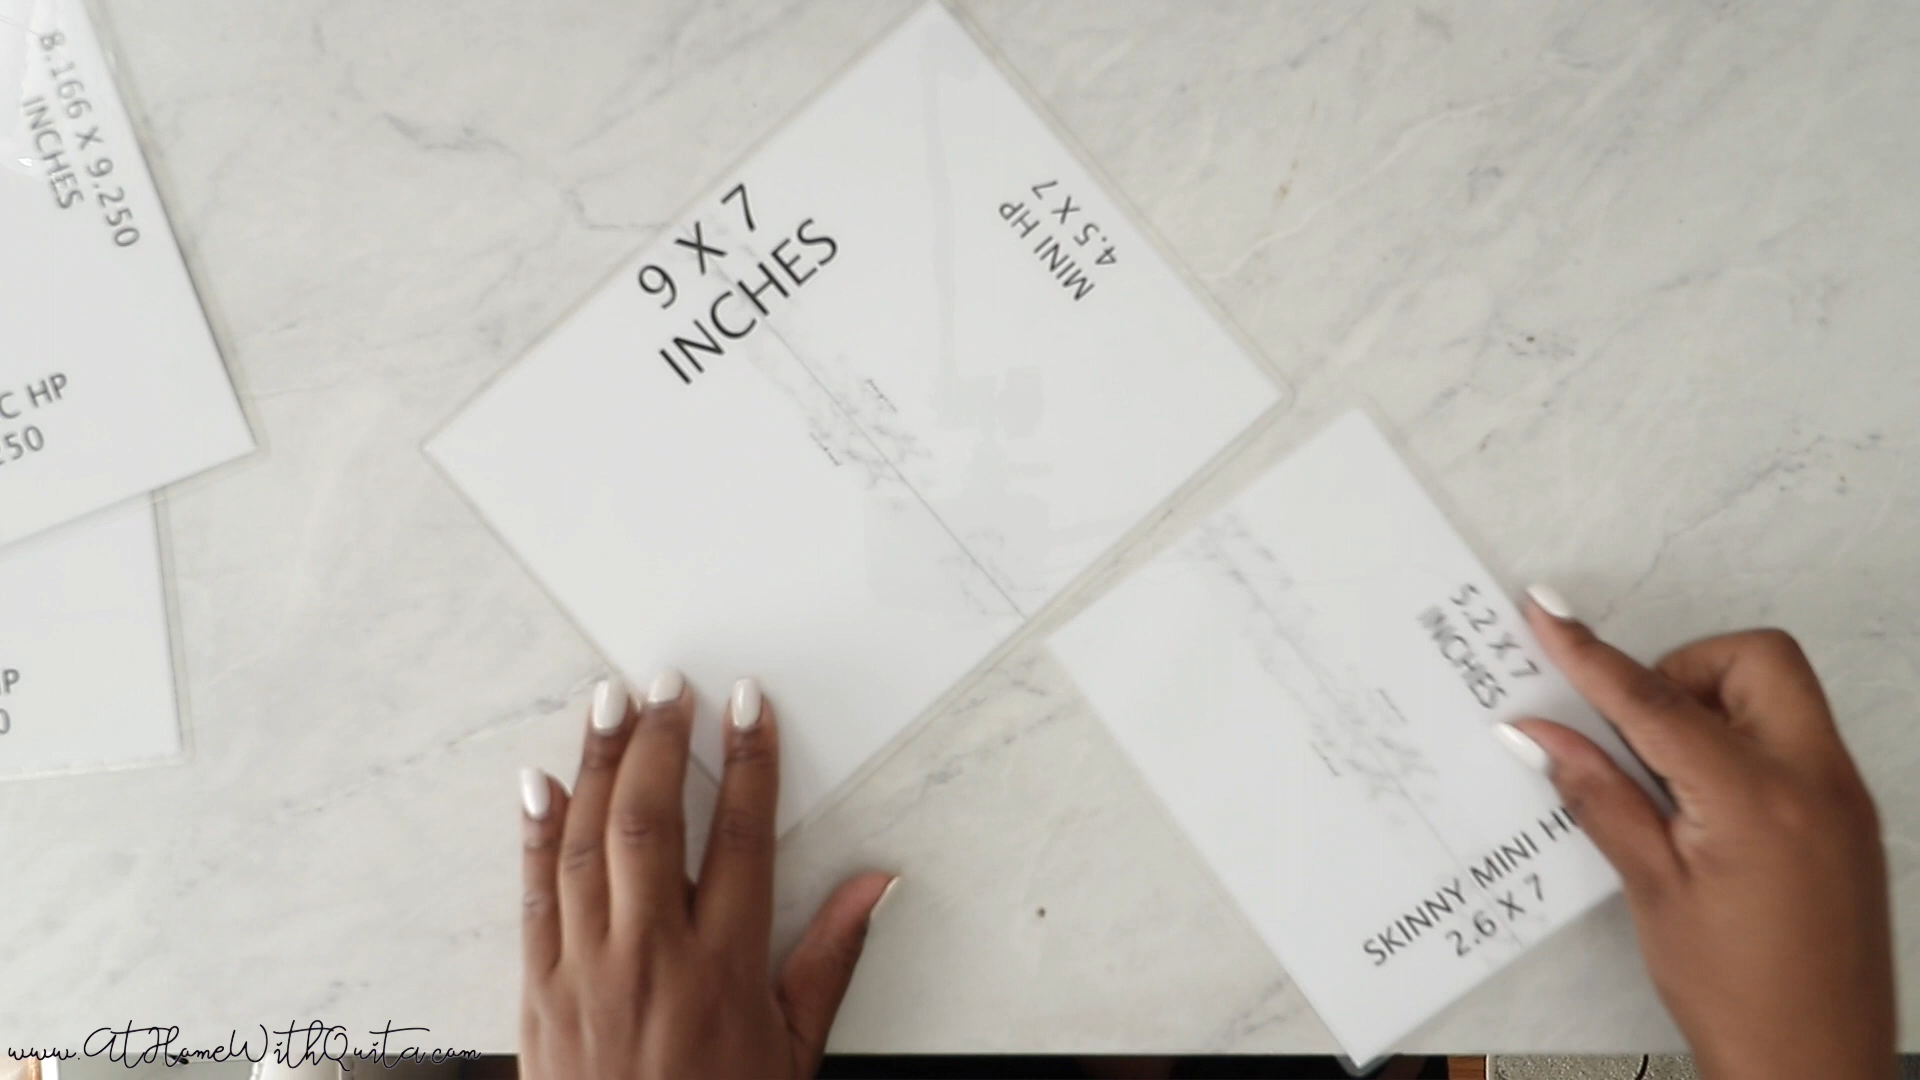 8.166 X 9.250
INCHES
C HP
250
HP
0
9 X 7
INCHES
MINI HP
4.5 X 7
5.2 X 7
INCHES
SKINNY MINI HP
2.6 X 7
www.AtHomeWithQuita.com